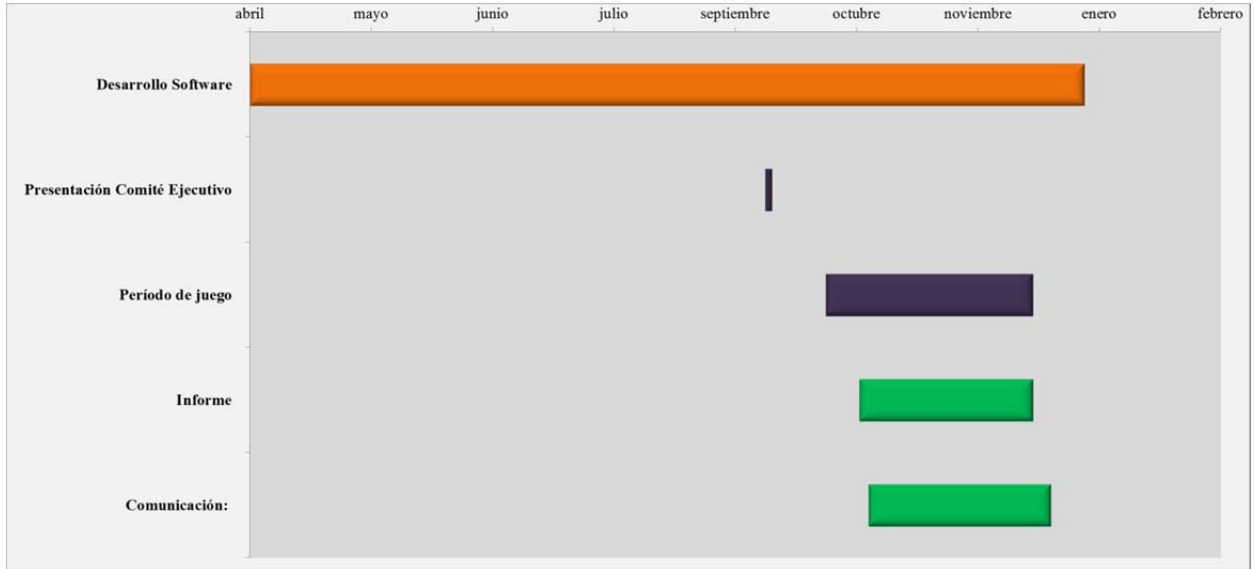 abril mayo junio julio septiembre octubre noviembre enero febrero
Desarrollo Software
Presentación Comité Ejecutivo
Período de juego
Informe
Comunicación: